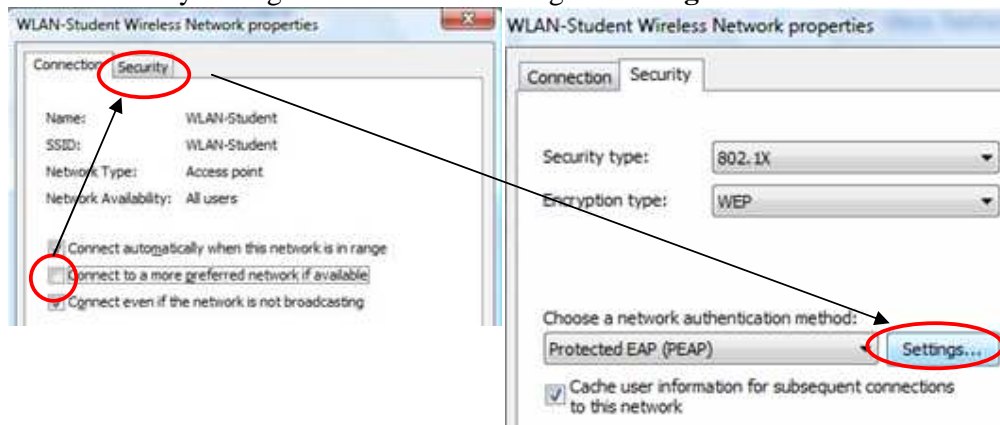 WLAN-Student Wireless Network properties
Connection Security
Name: WLAN-Student
SSID: WLAN-Student
Network Type: Access point
Network Availability: All users
Connect automatically when this network is in range
Connect to a more preferred network if available
Connect even if the network is not broadcasting
WLAN-Student Wireless Network properties
Connection Security
Security type: 802.1X
Encryption type: WEP
Choose a network authentication method:
Protected EAP (PEAP) Settings...
Cache user information for subsequent connections
to this network